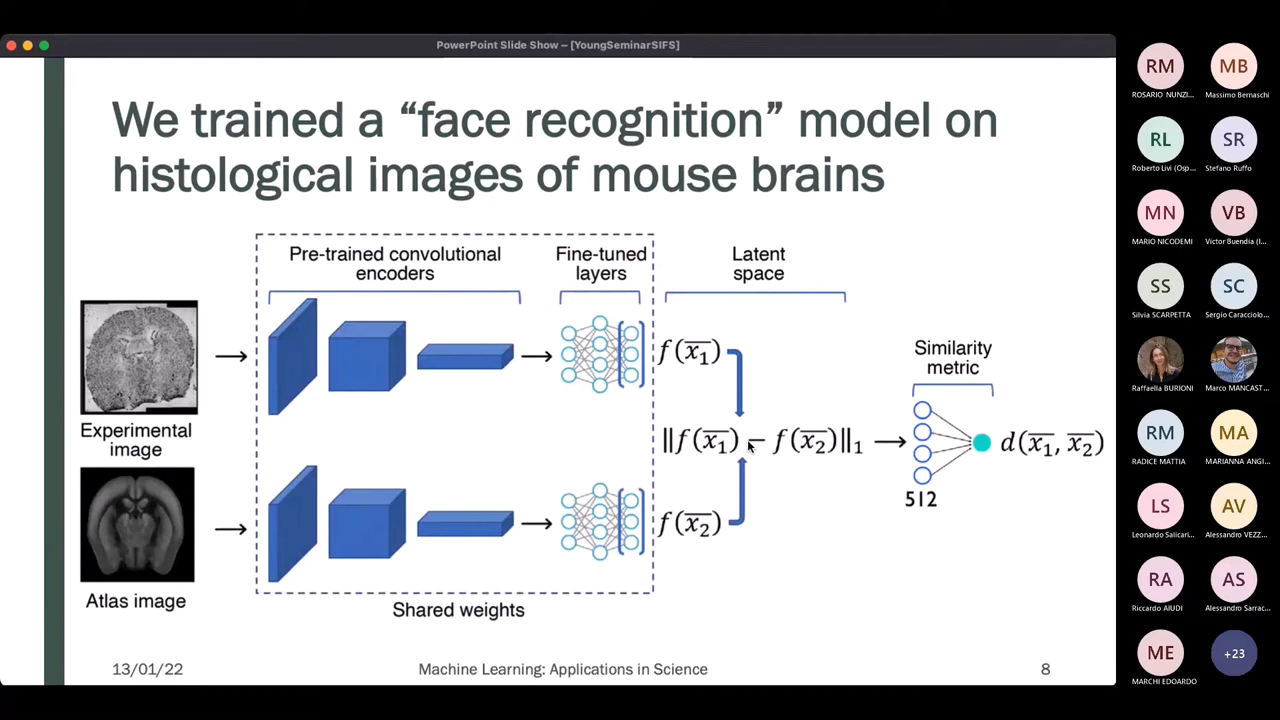 PowerPoint Slide Show – [YoungSeminarSIFS]
We trained a “face recognition” model on
histological images of mouse brains
Pre-trained convolutional
encoders
Fine-tuned
layers
Latent
space
Experimental
image
Atlas image
Shared weights
f(x̅₁)
‖f(x̅₁) – f(x̅₂)‖₁
f(x̅₂)
Similarity
metric
512
d(x̅₁, x̅₂)
13/01/22
Machine Learning: Applications in Science
8
RM
ROSARIO NUNZI...
MB
Massimo Bernaschi
RL
Roberto Livi (Osp...
SR
Stefano Ruffo
MN
MARIO NICODEMI
VB
Victor Buendia (I...
SS
Silvia SCARPETTA
SC
Sergio Caracciolo...
Raffaella BURIONI
Marco MANCAST...
RM
RADICE MATTIA
MA
MARIANNA ANGI...
LS
Leonardo Salicari...
AV
Alessandro VEZZ...
RA
Riccardo AIUDI
AS
Alessandro Sarrac...
ME
MARCHI EDOARDO
+23